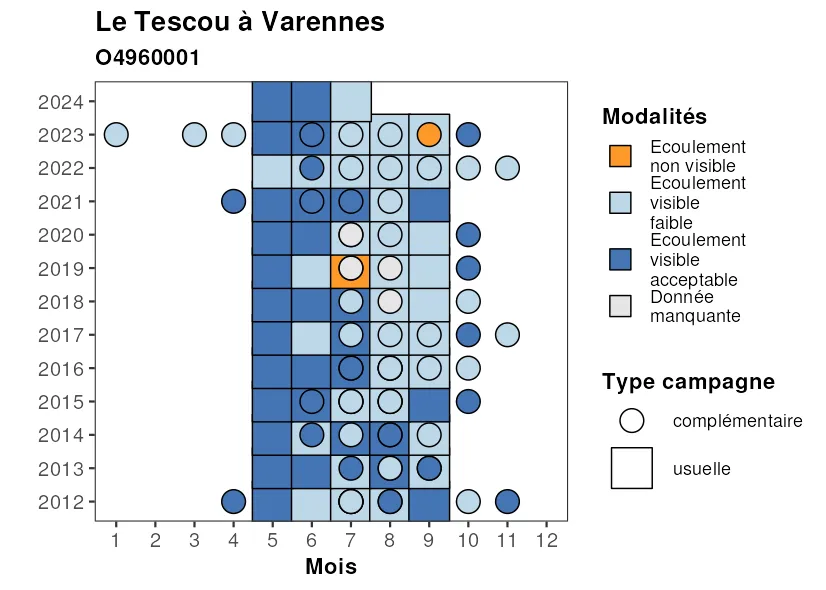 Le Tescou à Varennes
O4960001
2024
2023
2022
2021
2020
2019
2018
2017
2016
2015
2014
2013
2012
1 2 3 4 5 6 7 8 9 10 11 12
Mois
Modalités
Ecoulement
non visible
Ecoulement
visible
faible
Ecoulement
visible
acceptable
Donnée
manquante
Type campagne
complémentaire
usuelle